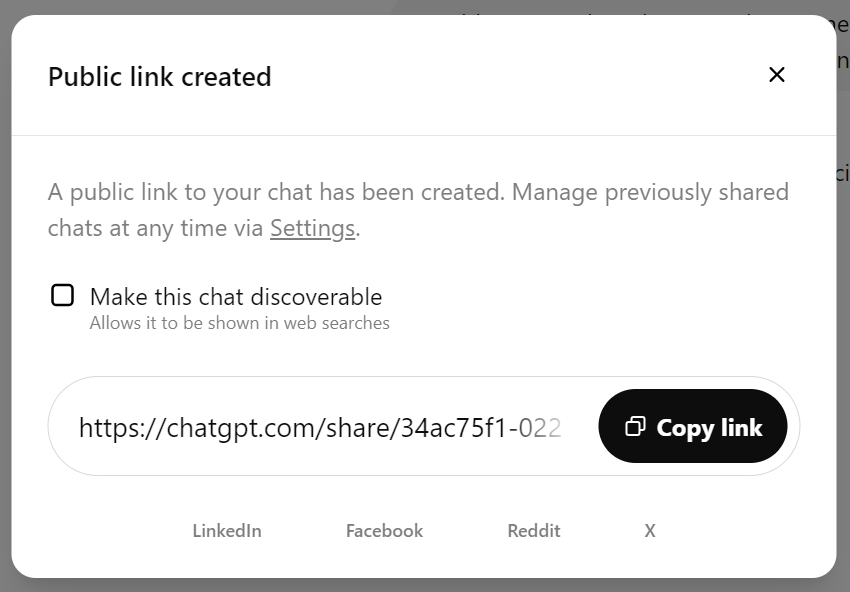 Public link created
A public link to your chat has been created. Manage previously shared
chats at any time via Settings.
Make this chat discoverable
Allows it to be shown in web searches
https://chatgpt.com/share/34ac75f1-022
Copy link
LinkedIn Facebook Reddit X